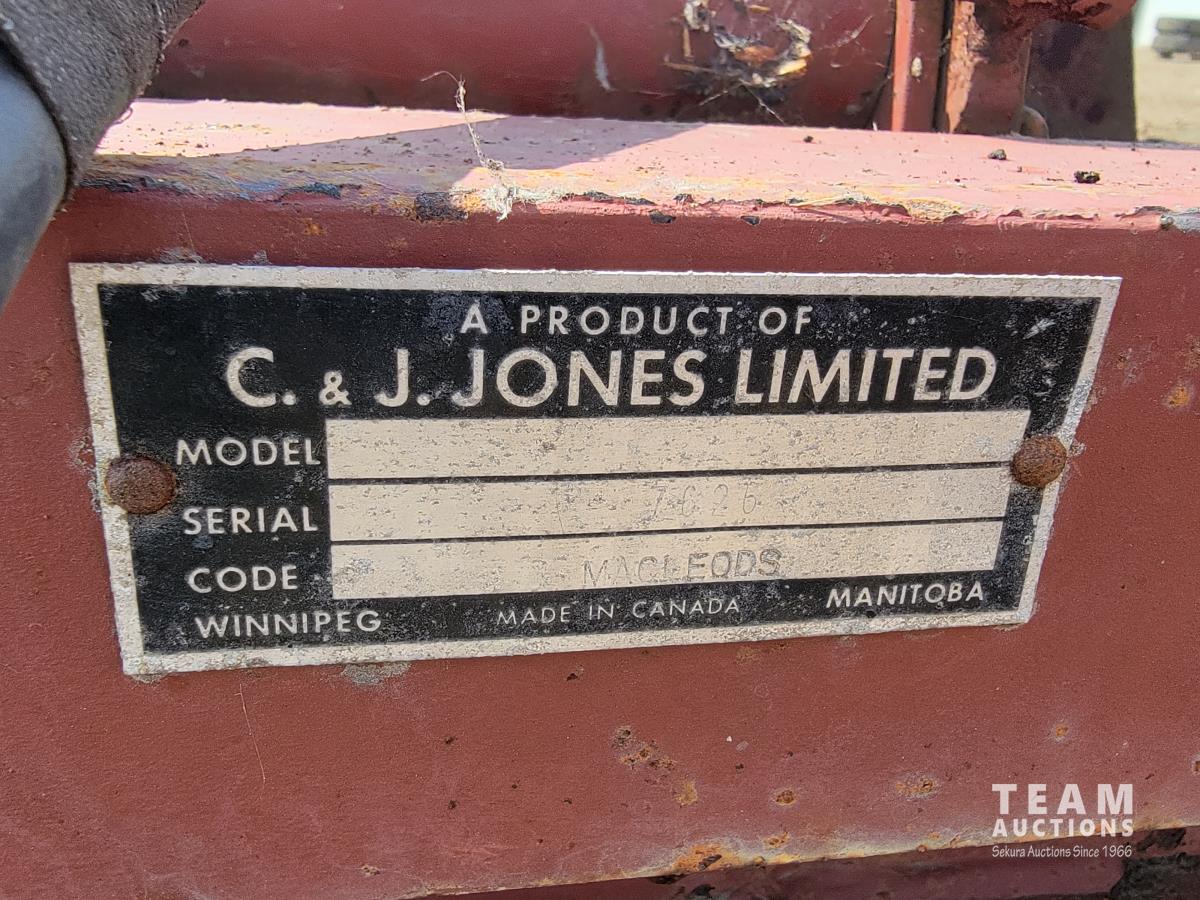 A PRODUCT OF
C. & J. JONES LIMITED
MODEL
SERIAL 7626
CODE MACLEODS
WINNIPEG MADE IN CANADA MANITOBA
TEAM
AUCTIONS
Sekura Auctions Since 1966